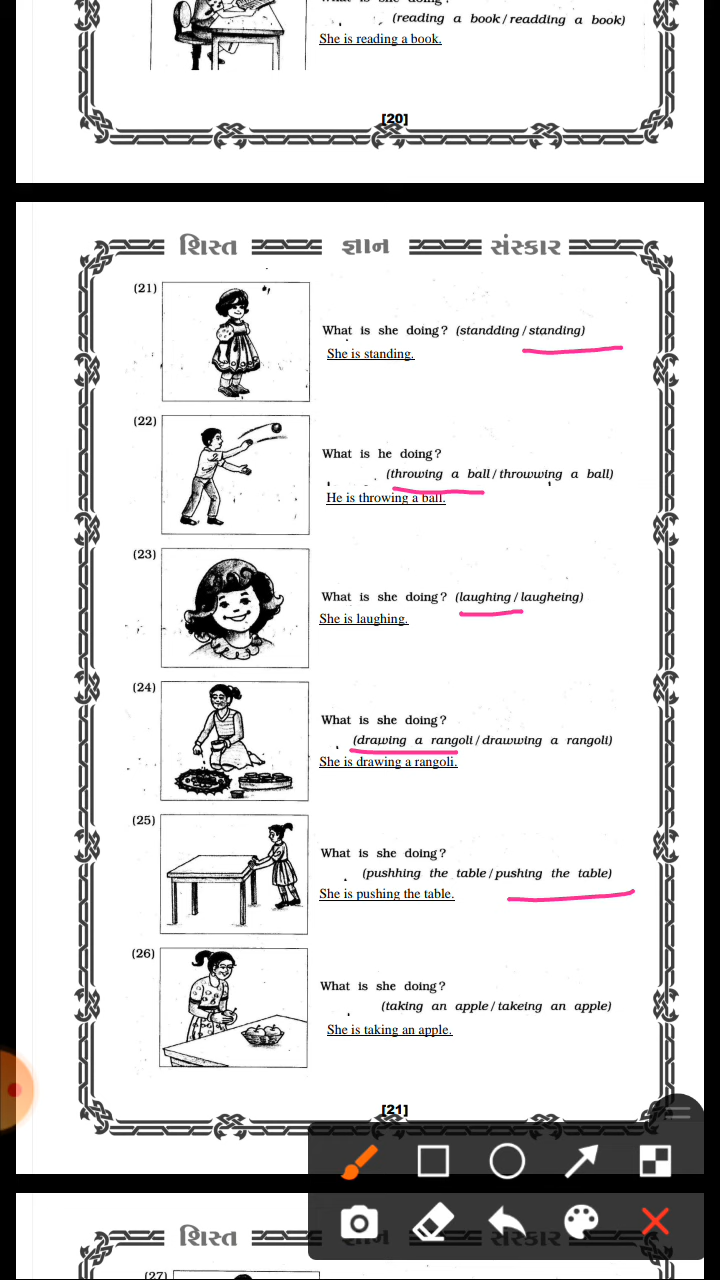 (reading a book/readding a book)
She is reading a book.
[20]
શિસ્ત જ્ઞાન સંસ્કાર
(21)
What is she doing? (standding/standing)
She is standing.
(22)
What is he doing?
(throwing a ball/throwwing a ball)
He is throwing a ball.
(23)
What is she doing? (laughing/laugheing)
She is laughing.
(24)
What is she doing?
(drawing a rangoli/drawwing a rangoli)
She is drawing a rangoli.
(25)
What is she doing?
(pushhing the table/pushing the table)
She is pushing the table.
(26)
What is she doing?
(taking an apple/takeing an apple)
She is taking an apple.
[21]
શિસ્ત જ્ઞાન સંસ્કાર
(27)